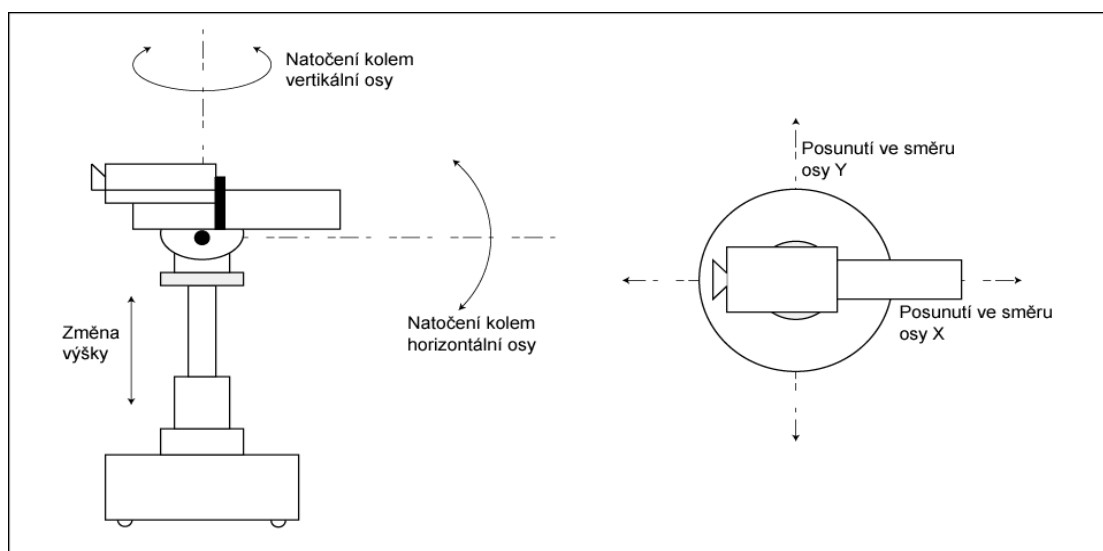 Natočení kolem
vertikální osy
Změna
výšky
Natočení kolem
horizontální osy
Posunutí ve směru
osy Y
Posunutí ve směru
osy X